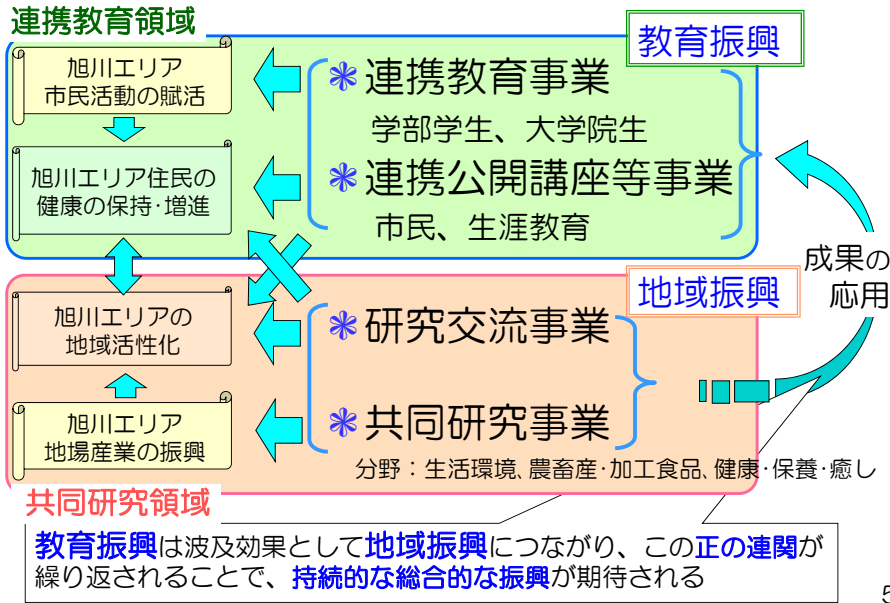 連携教育領域
教育振興
旭川エリア
市民活動の賦活
旭川エリア住民の
健康の保持・増進
＊連携教育事業
学部学生、大学院生
＊連携公開講座等事業
市民、生涯教育
成果の
応用
地域振興
旭川エリアの
地域活性化
旭川エリア
地場産業の振興
＊研究交流事業
＊共同研究事業
分野：生活環境、農畜産・加工食品、健康・保養・癒し
共同研究領域
教育振興は波及効果として地域振興につながり、この正の連関が
繰り返されることで、持続的な総合的な振興が期待される
5